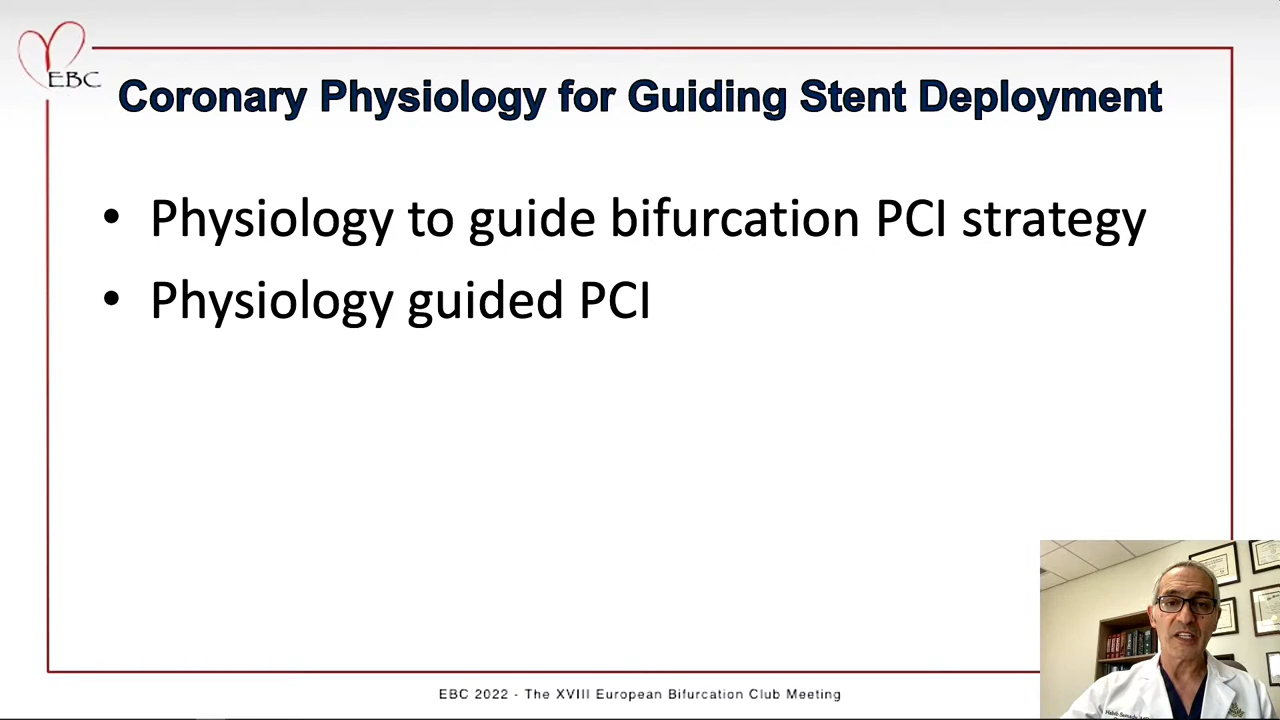 EBC
Coronary Physiology for Guiding Stent Deployment
• Physiology to guide bifurcation PCI strategy
• Physiology guided PCI
EBC 2022 - The XVIII European Bifurcation Club Meeting